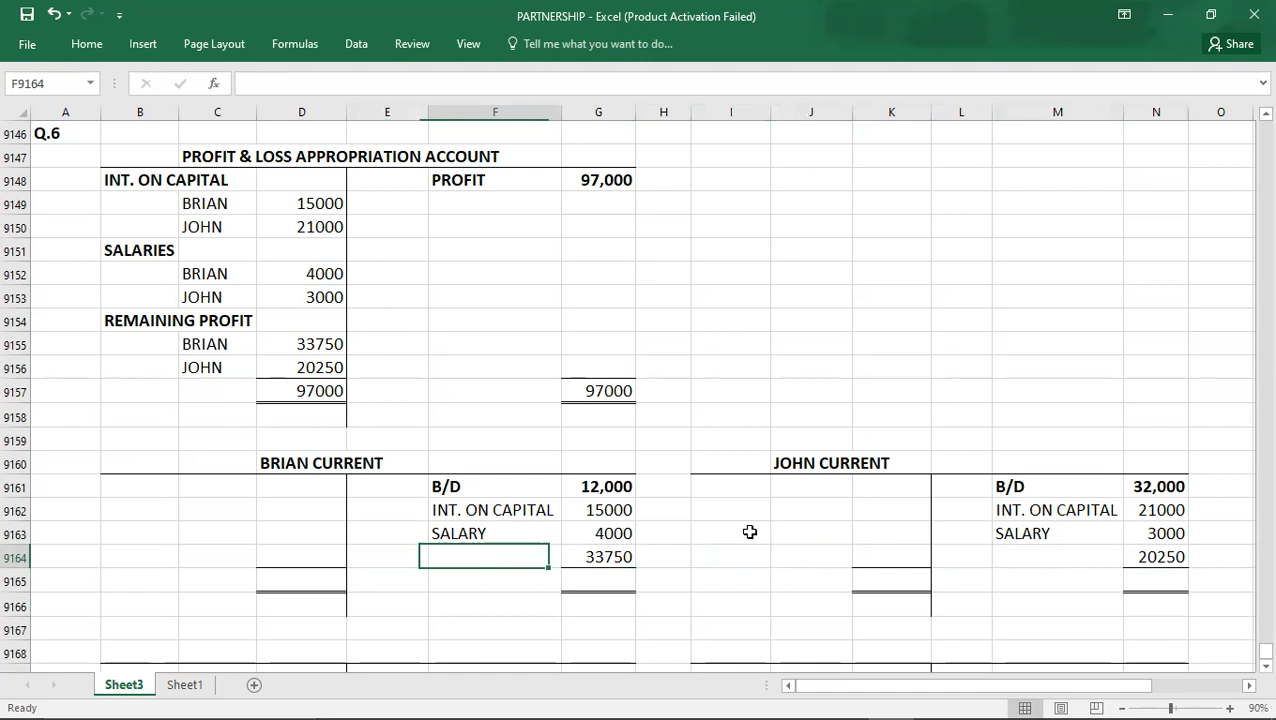 PARTNERSHIP - Excel (Product Activation Failed)
File Home Insert Page Layout Formulas Data Review View Tell me what you want to do... Share
F9164 fx
A B C D E F G H I J K L M N O
9146 Q.6
9147 PROFIT & LOSS APPROPRIATION ACCOUNT
9148 INT. ON CAPITAL PROFIT 97,000
9149 BRIAN 15000
9150 JOHN 21000
9151 SALARIES
9152 BRIAN 4000
9153 JOHN 3000
9154 REMAINING PROFIT
9155 BRIAN 33750
9156 JOHN 20250
9157 97000 97000
9158
9159
9160 BRIAN CURRENT JOHN CURRENT
9161 B/D 12,000 B/D 32,000
9162 INT. ON CAPITAL 15000 INT. ON CAPITAL 21000
9163 SALARY 4000 SALARY 3000
9164 33750 20250
9165
9166
9167
9168
Sheet3 Sheet1
Ready 90%